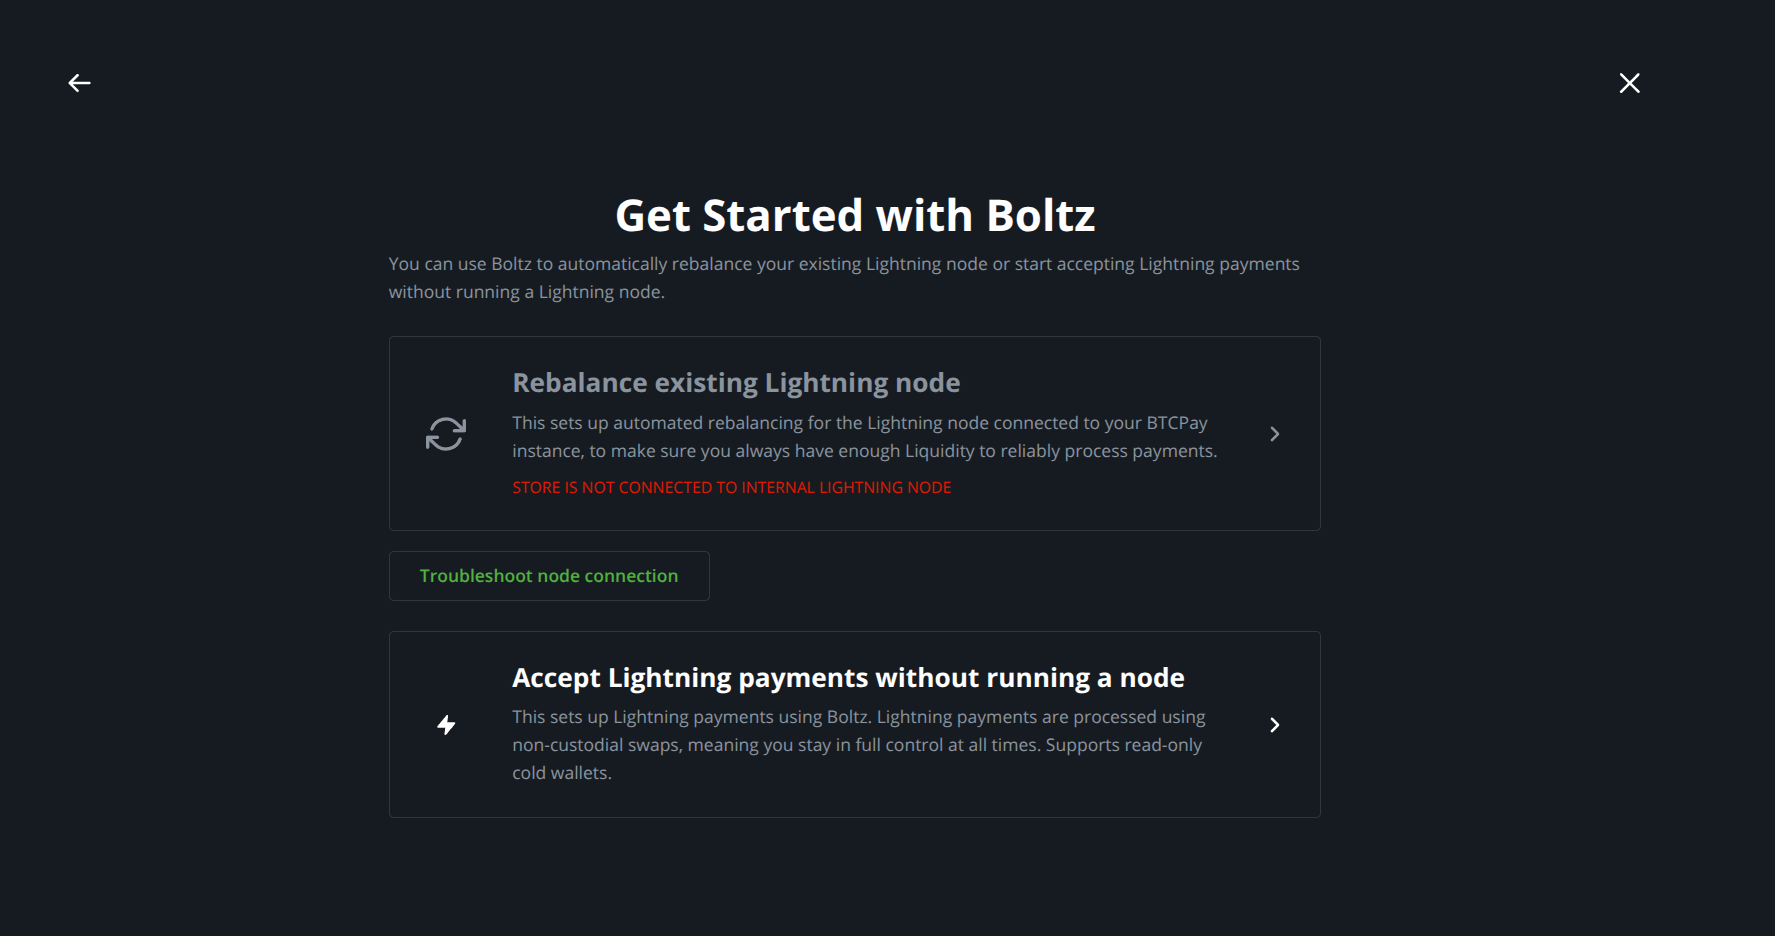 Get Started with Boltz
You can use Boltz to automatically rebalance your existing Lightning node or start accepting Lightning payments
without running a Lightning node.
Rebalance existing Lightning node
This sets up automated rebalancing for the Lightning node connected to your BTCPay
instance, to make sure you always have enough Liquidity to reliably process payments.
STORE IS NOT CONNECTED TO INTERNAL LIGHTNING NODE
Troubleshoot node connection
Accept Lightning payments without running a node
This sets up Lightning payments using Boltz. Lightning payments are processed using
non-custodial swaps, meaning you stay in full control at all times. Supports read-only
cold wallets.